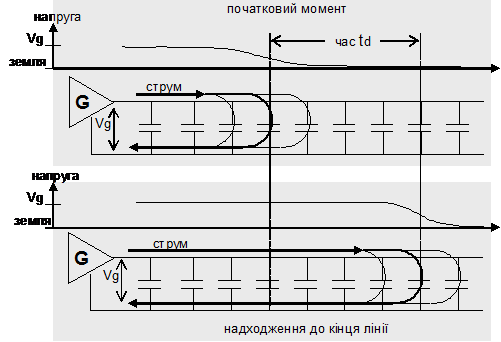 початковий момент
напруга
Vg
час td
земля
струм
G
Vg
напруга
Vg
земля
струм
G
Vg
надходження до кінця лінії